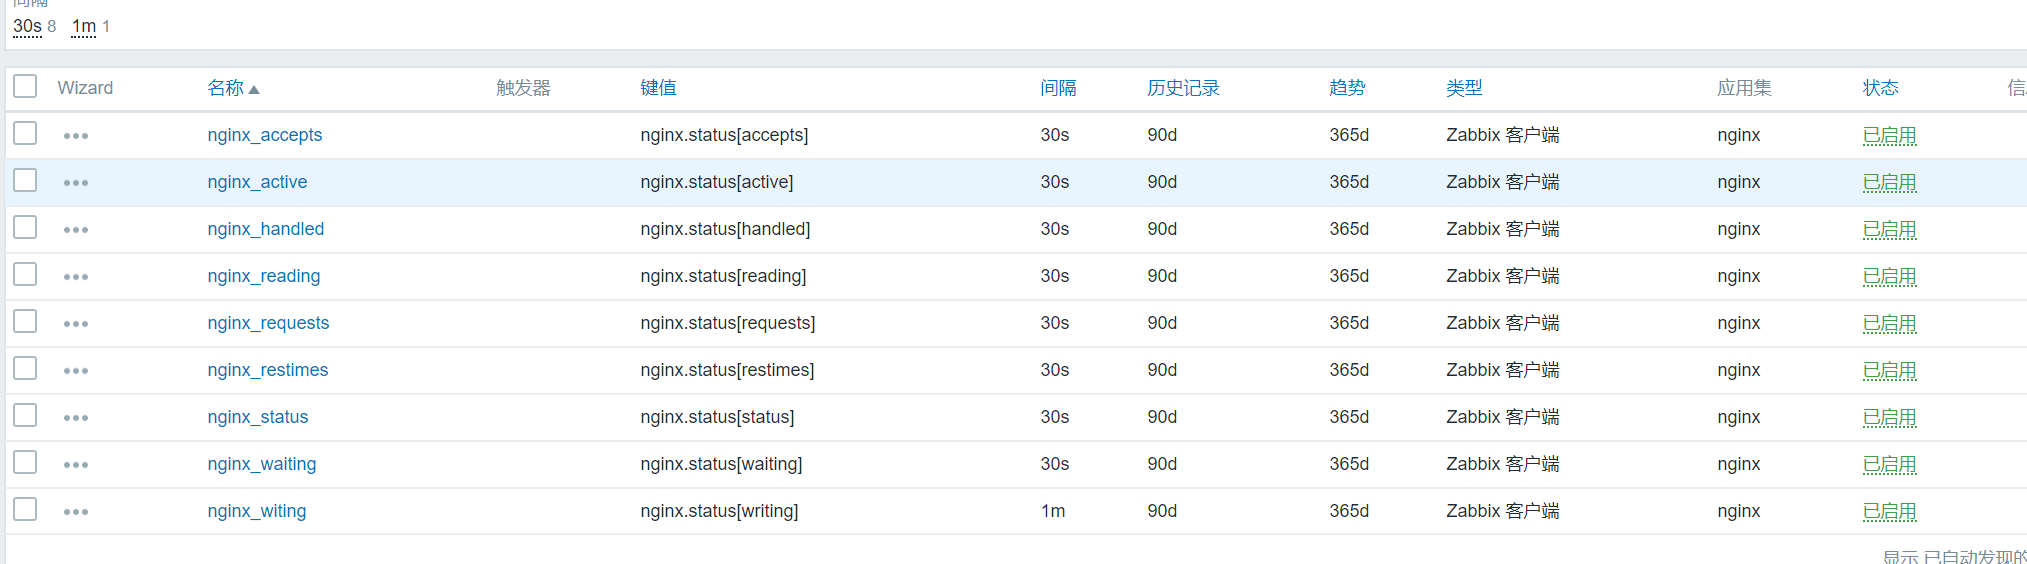 间隔
30s 8 1m 1
Wizard 名称 触发器 键值 间隔 历史记录 趋势 类型 应用集 状态
nginx_accepts nginx.status[accepts] 30s 90d 365d Zabbix 客户端 nginx 已启用
nginx_active nginx.status[active] 30s 90d 365d Zabbix 客户端 nginx 已启用
nginx_handled nginx.status[handled] 30s 90d 365d Zabbix 客户端 nginx 已启用
nginx_reading nginx.status[reading] 30s 90d 365d Zabbix 客户端 nginx 已启用
nginx_requests nginx.status[requests] 30s 90d 365d Zabbix 客户端 nginx 已启用
nginx_restimes nginx.status[restimes] 30s 90d 365d Zabbix 客户端 nginx 已启用
nginx_status nginx.status[status] 30s 90d 365d Zabbix 客户端 nginx 已启用
nginx_waiting nginx.status[waiting] 30s 90d 365d Zabbix 客户端 nginx 已启用
nginx_witing nginx.status[writing] 1m 90d 365d Zabbix 客户端 nginx 已启用
显示 已自动发现的